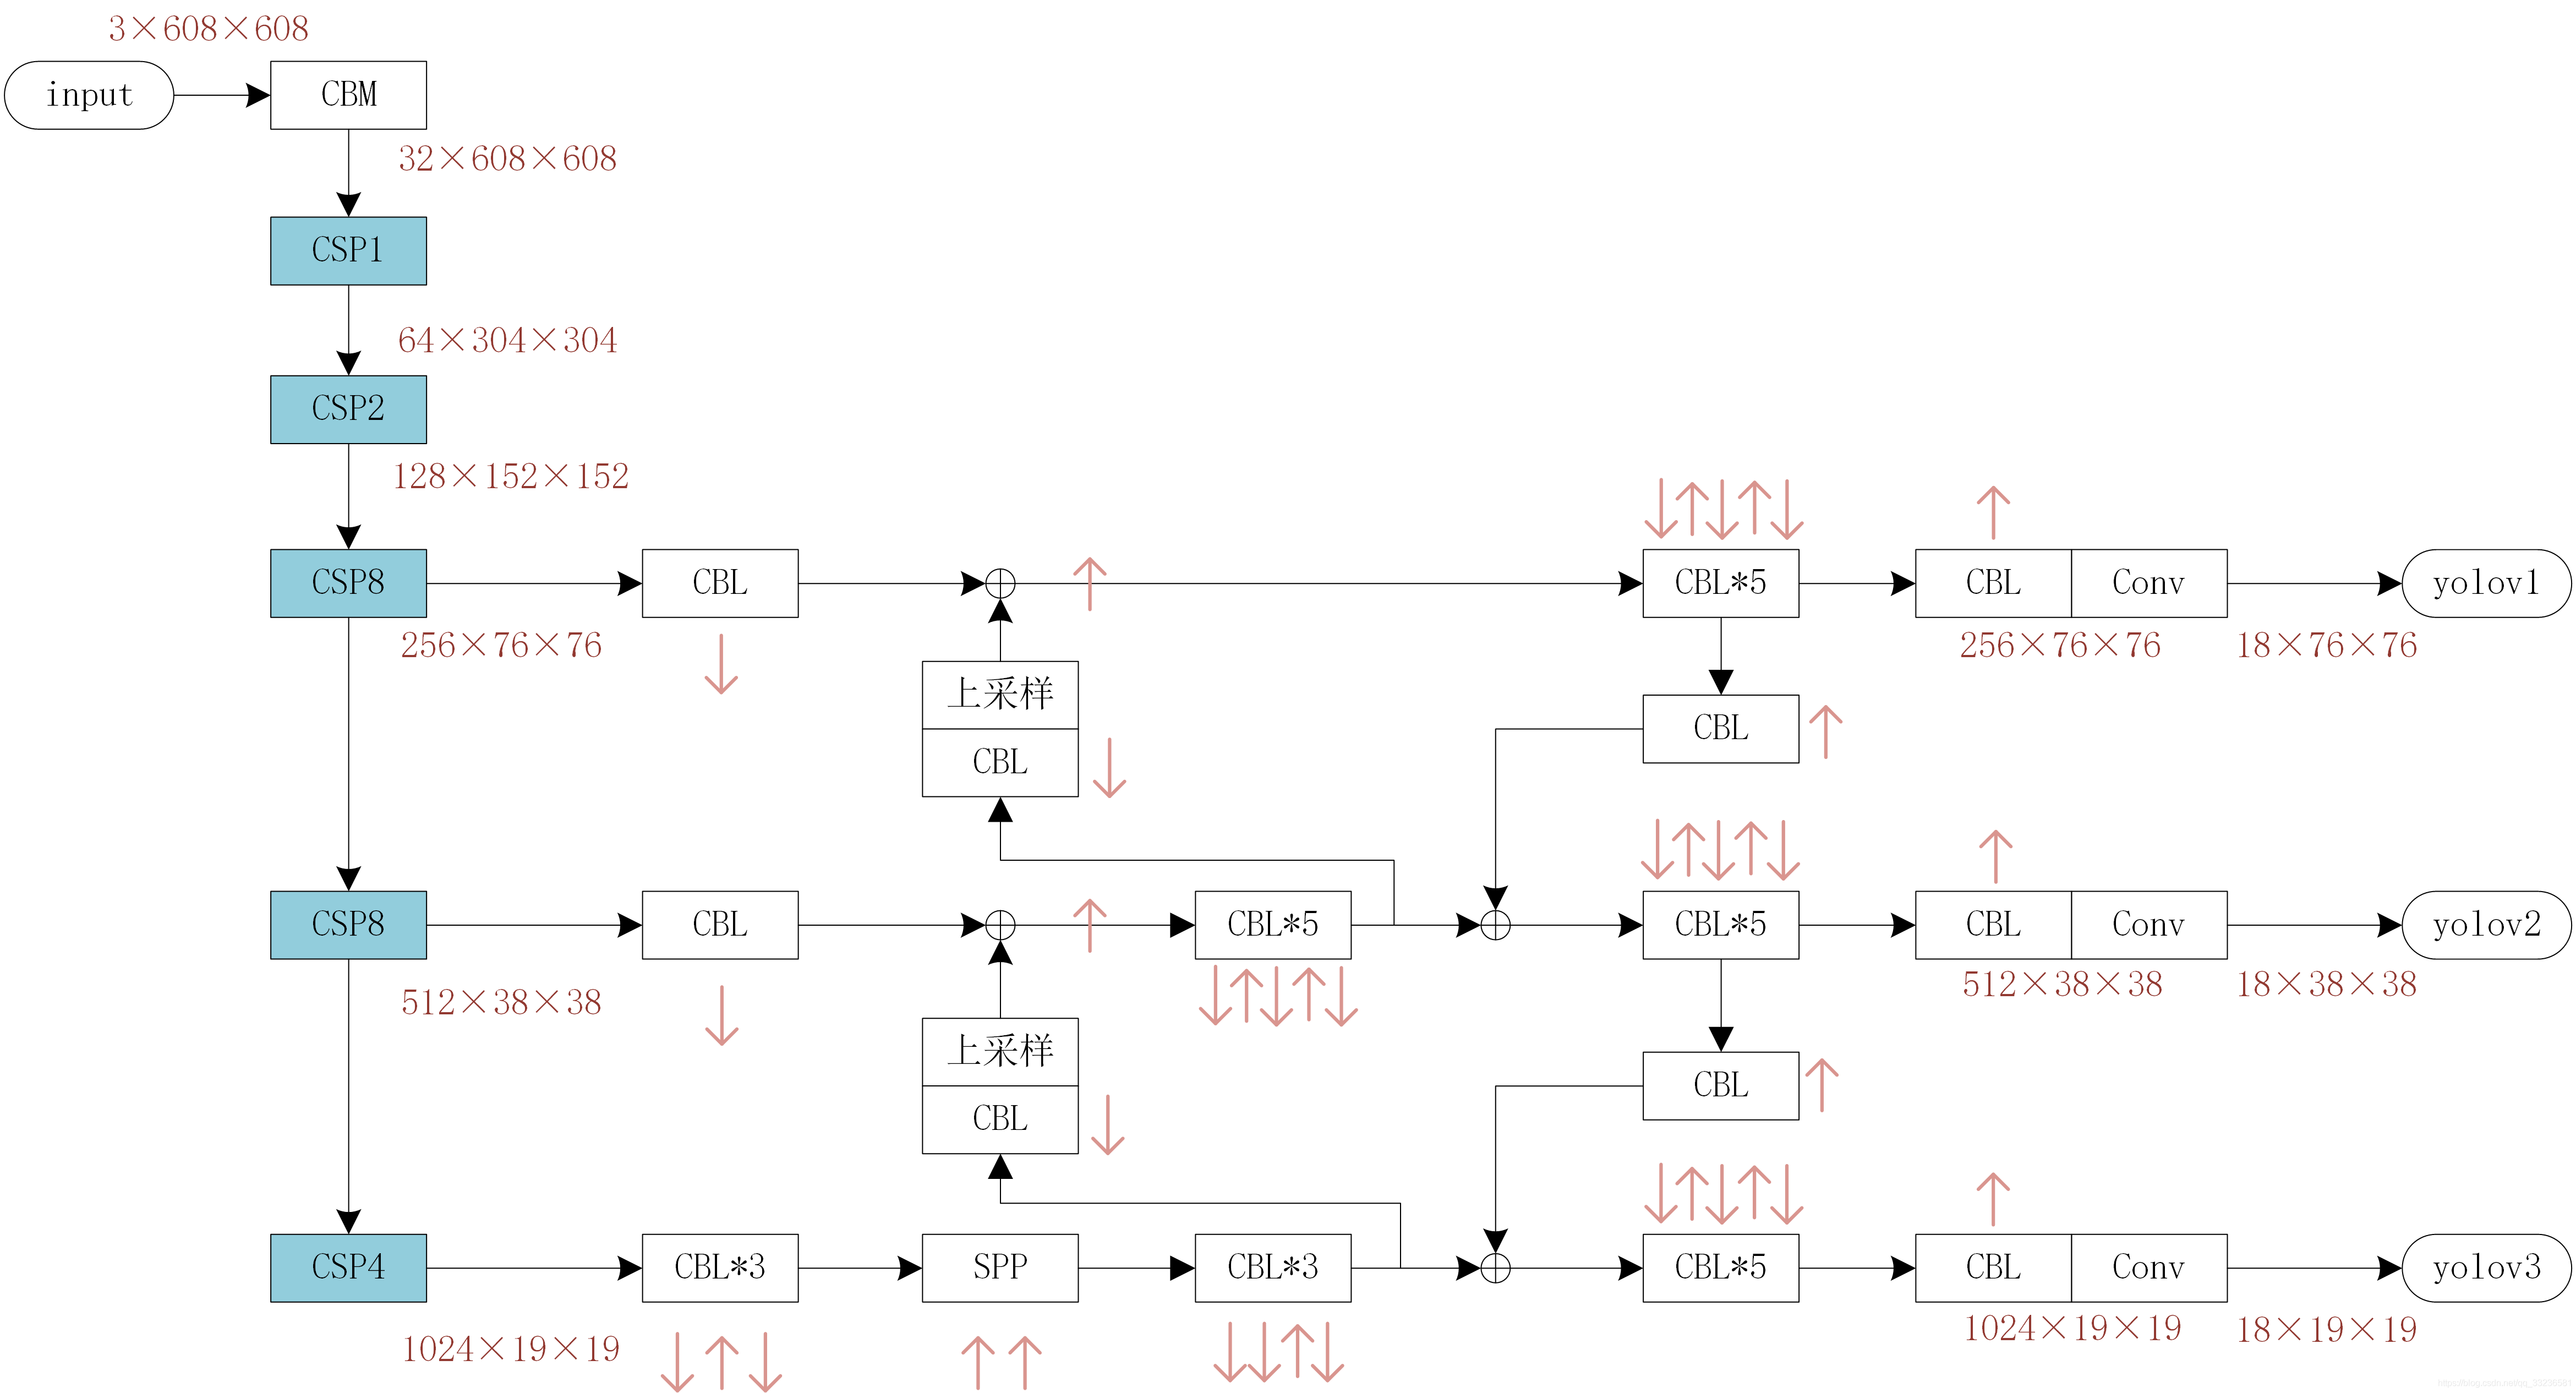 3×608×608
input
CBM
32×608×608
CSP1
64×304×304
CSP2
128×152×152
CSP8
CBL
CBL*5
CBL
Conv
yolov1
256×76×76
256×76×76
18×76×76
上采样
CBL
CBL
CSP8
CBL
CBL*5
CBL*5
CBL
Conv
yolov2
512×38×38
512×38×38
18×38×38
上采样
CBL
CBL
CSP4
CBL*3
SPP
CBL*3
CBL*5
CBL
Conv
yolov3
1024×19×19
1024×19×19
18×19×19